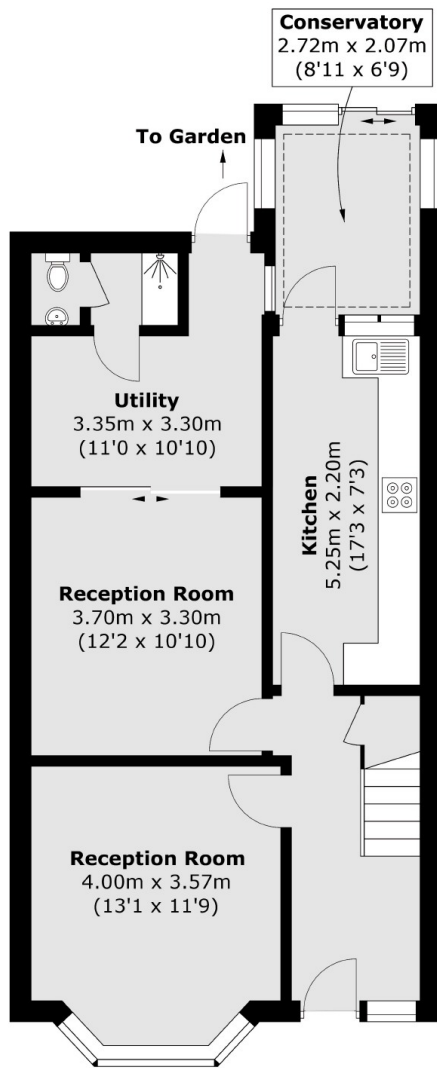 Conservatory
2.72m x 2.07m
(8'11 x 6'9)
To Garden
Utility
3.35m x 3.30m
(11'0 x 10'10)
Kitchen
5.25m x 2.20m
(17'3 x 7'3)
Reception Room
3.70m x 3.30m
(12'2 x 10'10)
Reception Room
4.00m x 3.57m
(13'1 x 11'9)